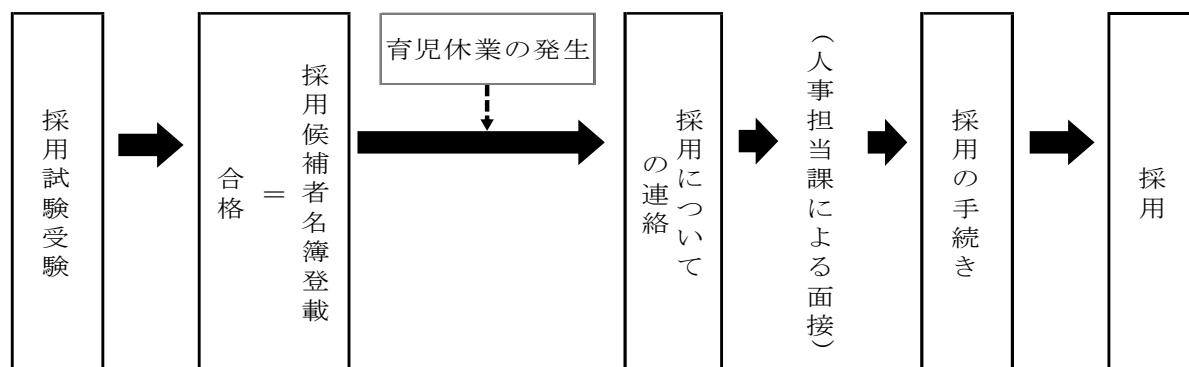 採用試験受験
合格
＝
採用候補者名簿登載
育児休業の発生
採用について
の連絡
（人事担当課による面接）
採用の手続き
採用